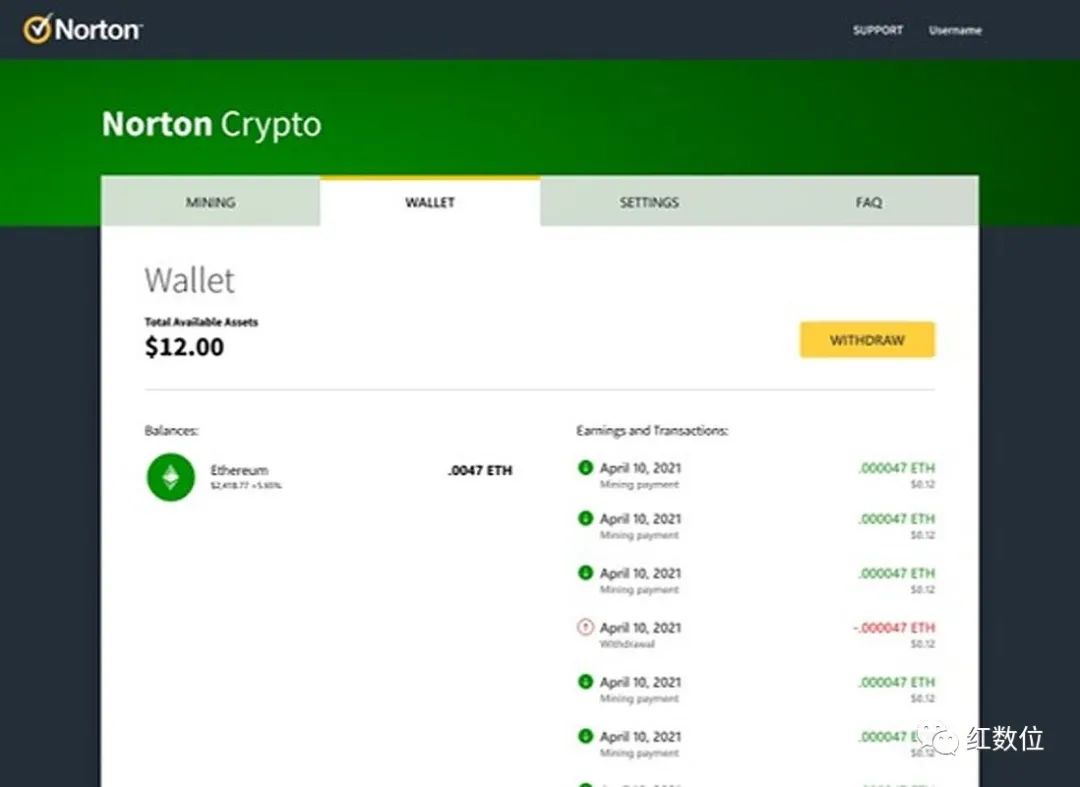 Norton
SUPPORT Username
Norton Crypto
MINING WALLET SETTINGS FAQ
Wallet
Total Available Assets
$12.00
WITHDRAW
Balances:
Ethereum .0047 ETH
$2,418.77 +5.95%
Earnings and Transactions:
April 10, 2021 .000047 ETH
Mining payment $0.12
April 10, 2021 .000047 ETH
Mining payment $0.12
April 10, 2021 .000047 ETH
Mining payment $0.12
April 10, 2021 -.000047 ETH
Withdrawal $0.12
April 10, 2021 .000047 ETH
Mining payment $0.12
April 10, 2021 .000047
Mining payment $0.12
红数位